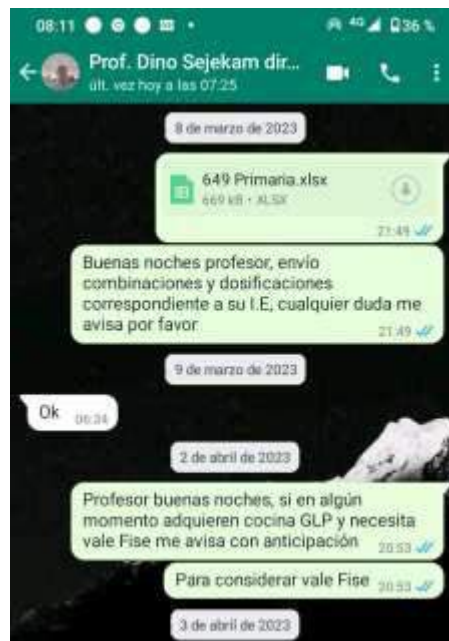 08:11
4G 36 %
Prof. Dino Sejekam dir...
últ. vez hoy a las 07:25
8 de marzo de 2023
649 Primaria.xlsx
669 kB • XLSX
21:49
Buenas noches profesor, envío
combinaciones y dosificaciones
correspondiente a su I.E, cualquier duda me
avisa por favor
21:49
9 de marzo de 2023
Ok 06:34
2 de abril de 2023
Profesor buenas noches, si en algún
momento adquieren cocina GLP y necesita
vale Fise me avisa con anticipación 20:53
Para considerar vale Fise 20:53
3 de abril de 2023